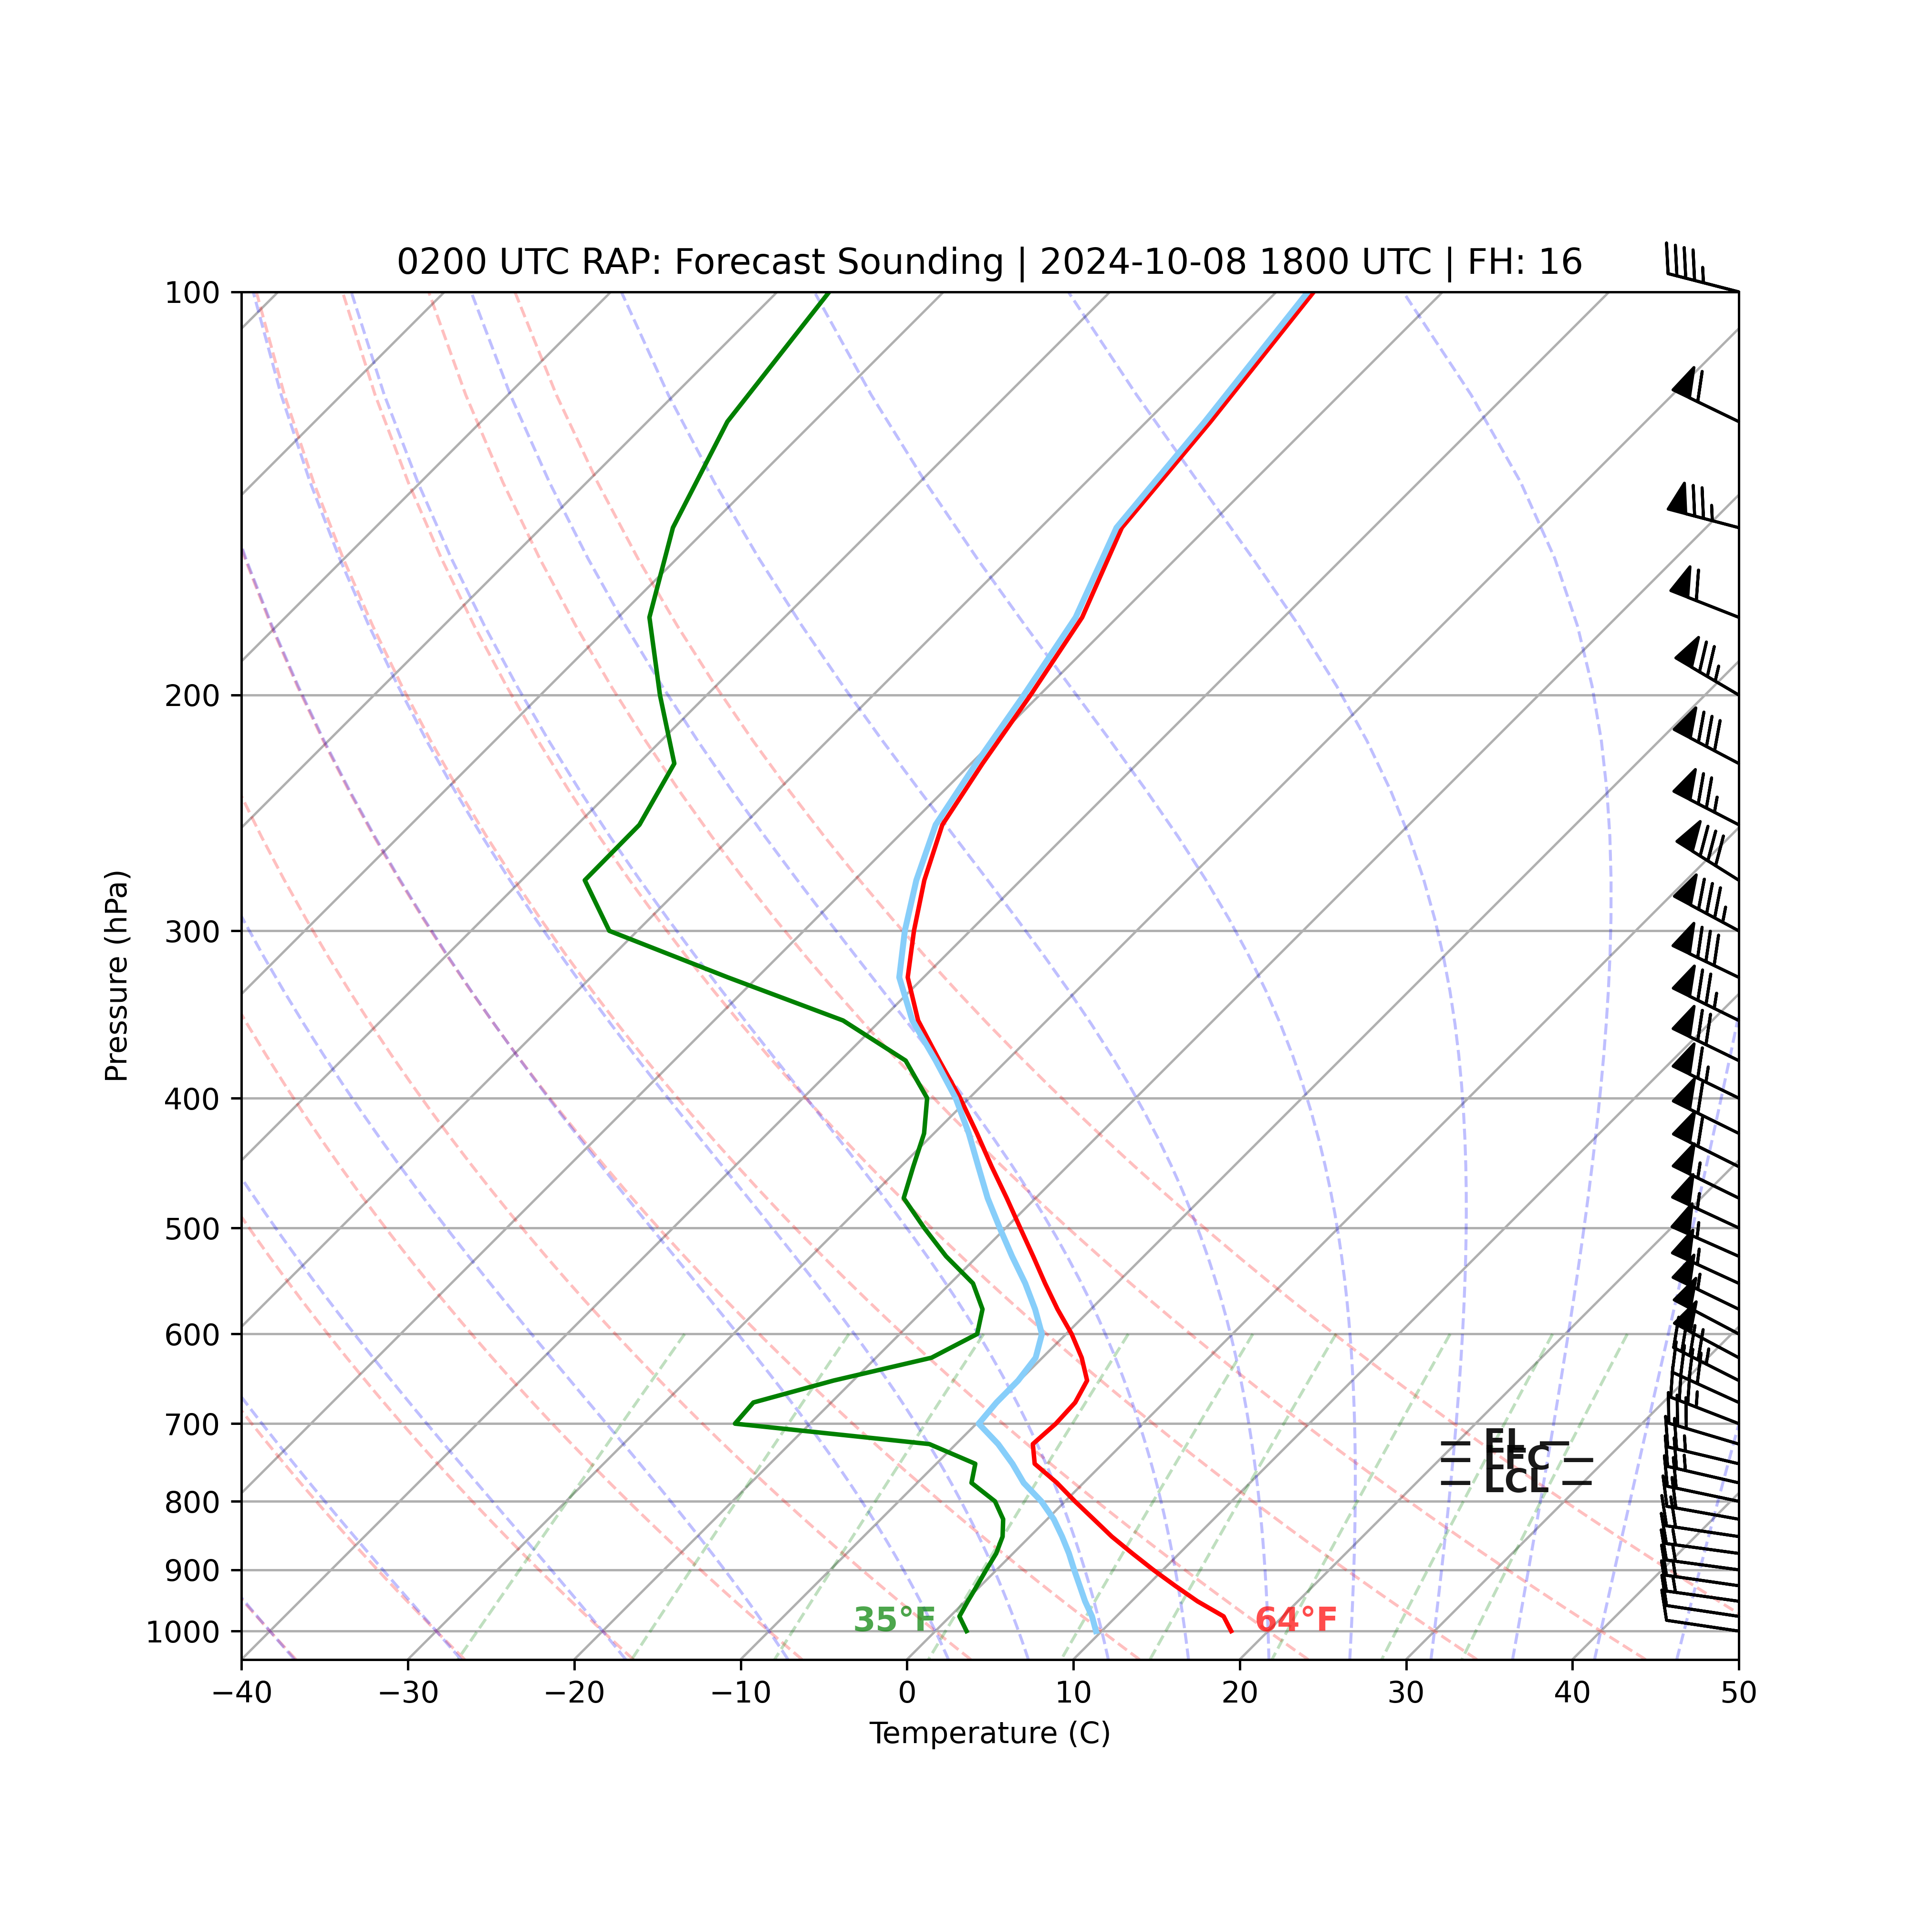 0200 UTC RAP: Forecast Sounding | 2024-10-08 1800 UTC | FH: 16
100
200
300
400
500
600
700
800
900
1000
Pressure (hPa)
EL
LFC
LCL
35°F
64°F
−40 −30 −20 −10 0 10 20 30 40 50
Temperature (C)